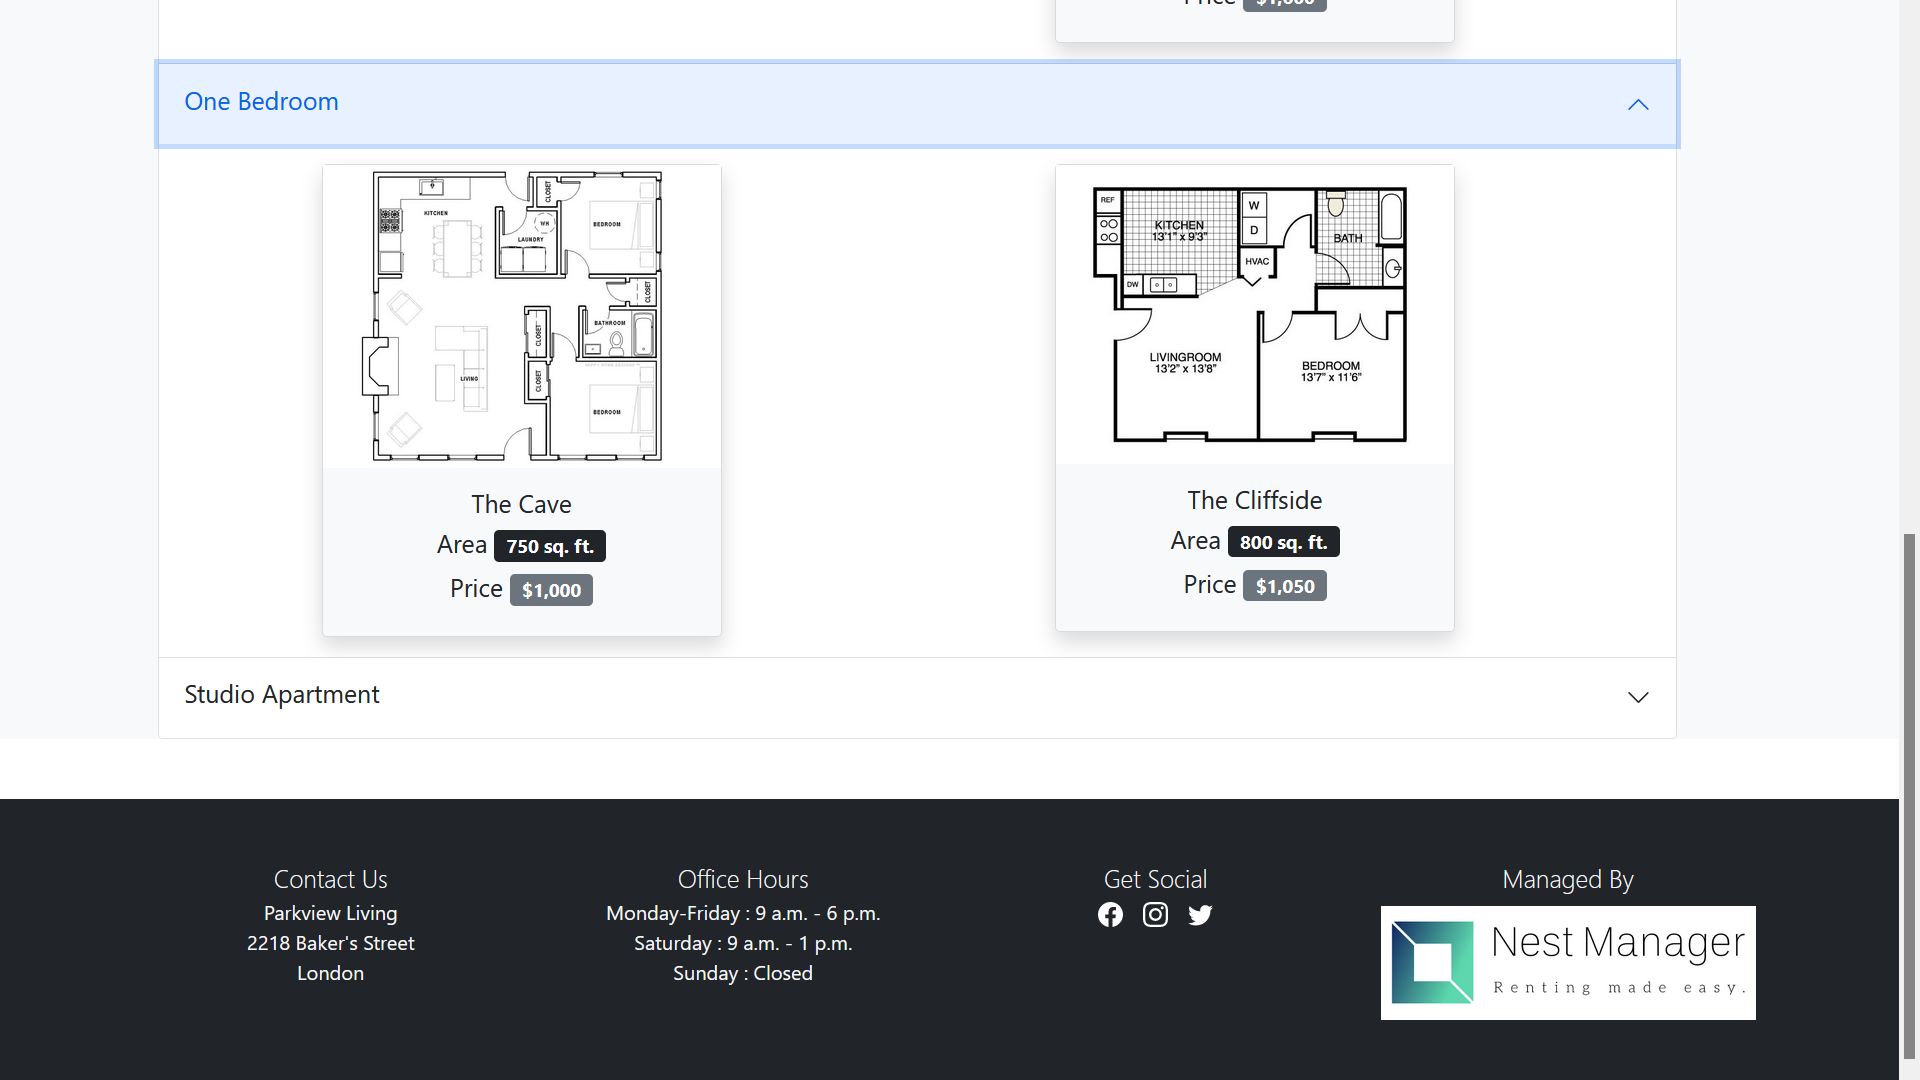 Price $1,000
One Bedroom
CLOSET
KITCHEN
WH
BEDROOM
LAUNDRY
CLOSET
BATHROOM
CLOSET
LIVING
CLOSET
BEDROOM
REF
KITCHEN
13'1" x 9'3"
W
D
BATH
HVAC
DW
LIVINGROOM
13'2" x 13'8"
BEDROOM
13'7" x 11'6"
The Cave
Area 750 sq. ft.
Price $1,000
The Cliffside
Area 800 sq. ft.
Price $1,050
Studio Apartment
Contact Us
Parkview Living
2218 Baker's Street
London
Office Hours
Monday-Friday : 9 a.m. - 6 p.m.
Saturday : 9 a.m. - 1 p.m.
Sunday : Closed
Get Social
Managed By
Nest Manager
Renting made easy.